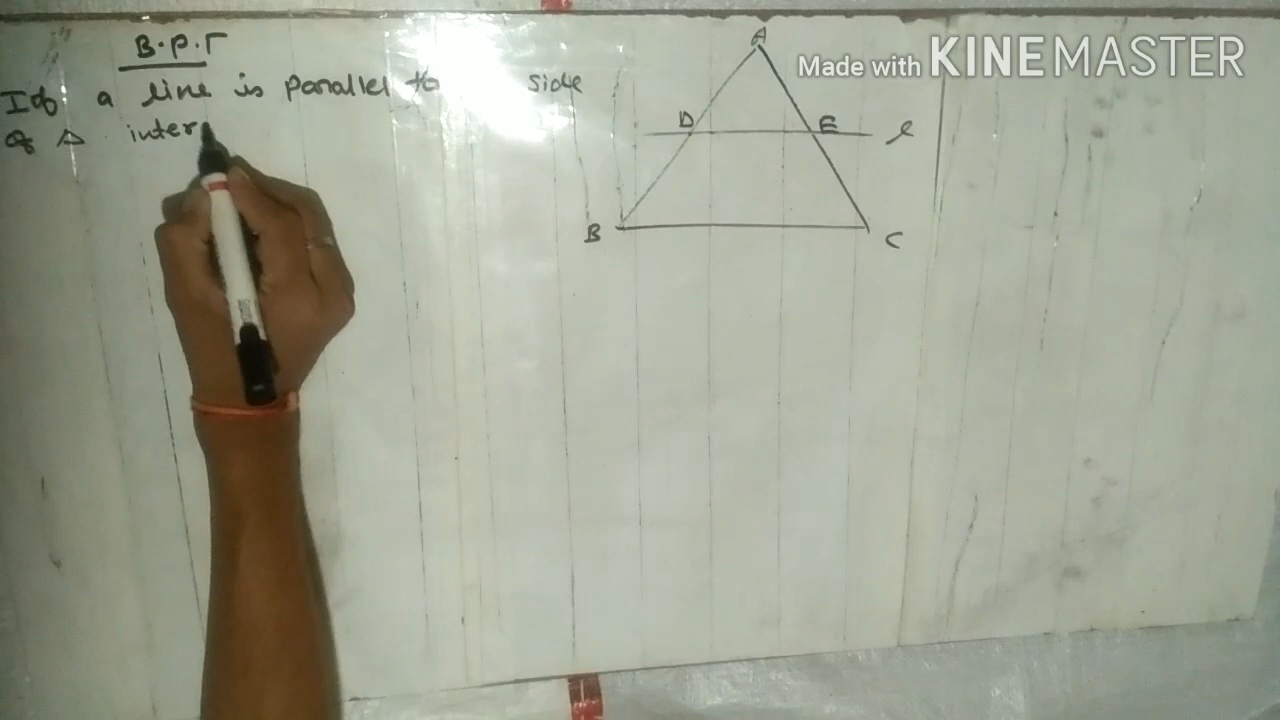 B.P.T
If a line is parallel to side
of Δ inter
A
D E l
B C
Made with KINEMASTER